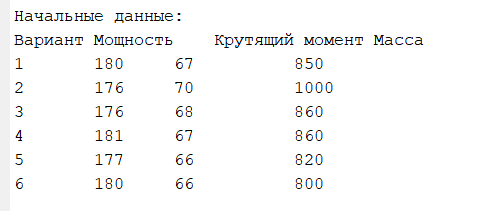 Начальные данные:
Вариант Мощность Крутящий момент Масса
1 180 67 850
2 176 70 1000
3 176 68 860
4 181 67 860
5 177 66 820
6 180 66 800